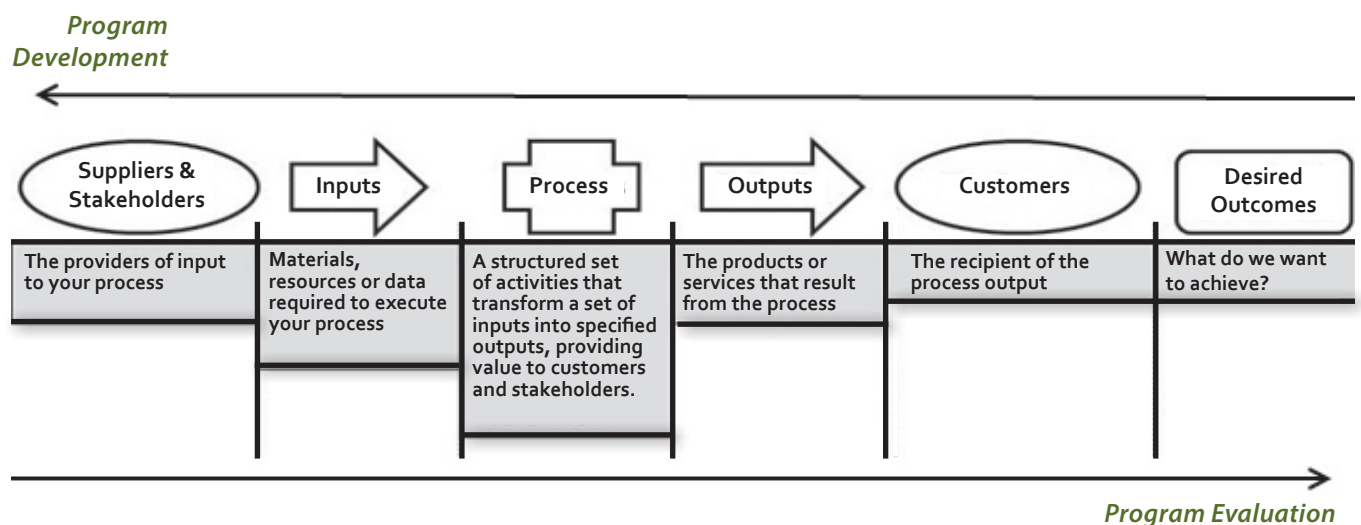 Program
Development
Suppliers &
Stakeholders
Inputs
Process
Outputs
Customers
Desired
Outcomes
The providers of input
to your process
Materials,
resources or data
required to execute
your process
A structured set
of activities that
transform a set of
inputs into specified
outputs, providing
value to customers
and stakeholders.
The products or
services that result
from the process
The recipient of the
process output
What do we want
to achieve?
Program Evaluation